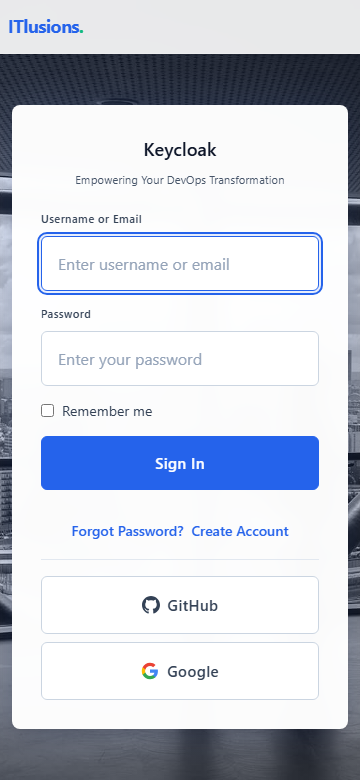 ITlusions.
Keycloak
Empowering Your DevOps Transformation
Username or Email
Enter username or email
Password
Enter your password
Remember me
Sign In
Forgot Password? Create Account
GitHub
Google